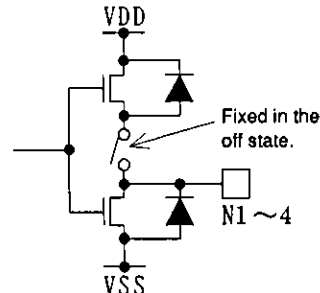 VDD
Fixed in the
off state.
N1～4
VSS